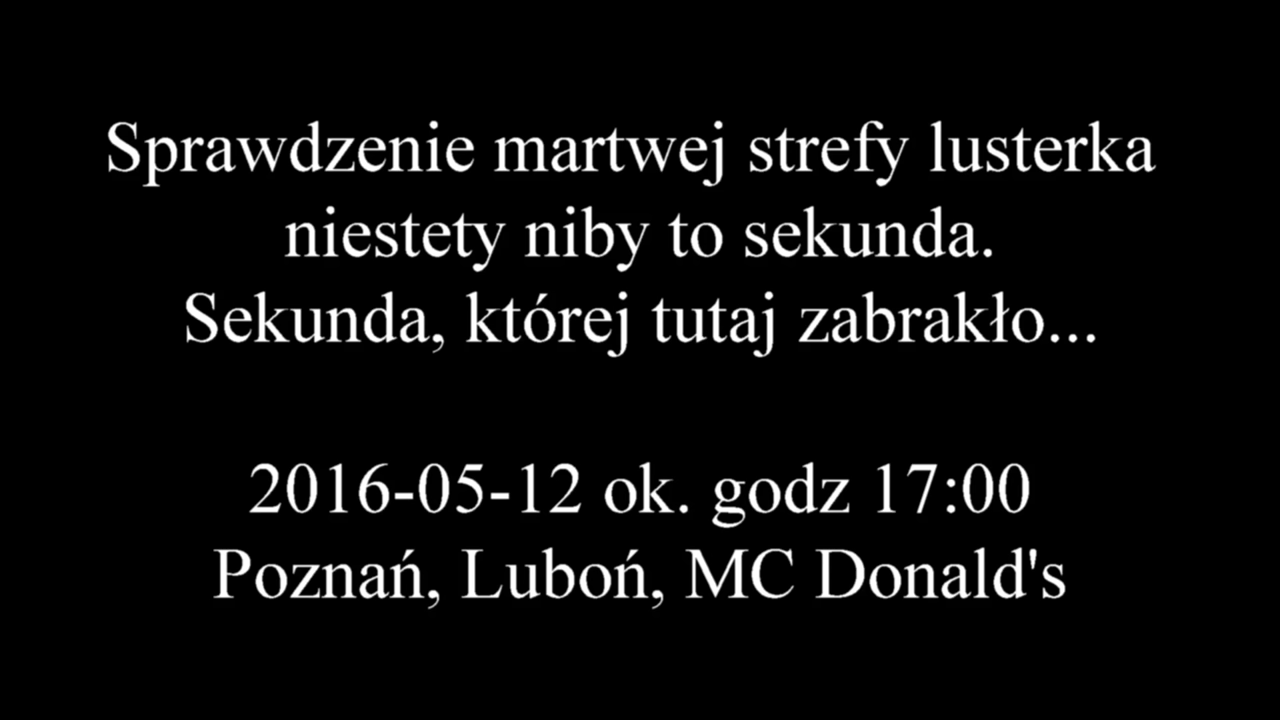 Sprawdzenie martwej strefy lusterka
niestety niby to sekunda.
Sekunda, której tutaj zabrakło...
2016-05-12 ok. godz 17:00
Poznań, Luboń, MC Donald's